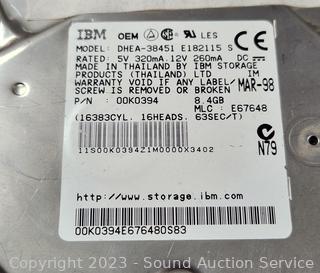 IBM OEM LES CE
MODEL: DHEA-38451 E182115 S
RATED: 5V 320mA,12V 260mA DC
MADE IN THAILAND BY IBM STORAGE
PRODUCTS (THAILAND) LTD IM
WARRANTY VOID IF ANY LABEL/ MAR-98
SCREW IS REMOVED OR BROKEN
P/N : 00K0394 8.4GB
MLC : E67648
(16383CYL. 16HEADS. 63SEC/T)
11S00K0394Z1M0000X3402
N79
http://www.storage.ibm.com
00K0394E67648OS83
Copyright © 2023 - Sound Auction Service